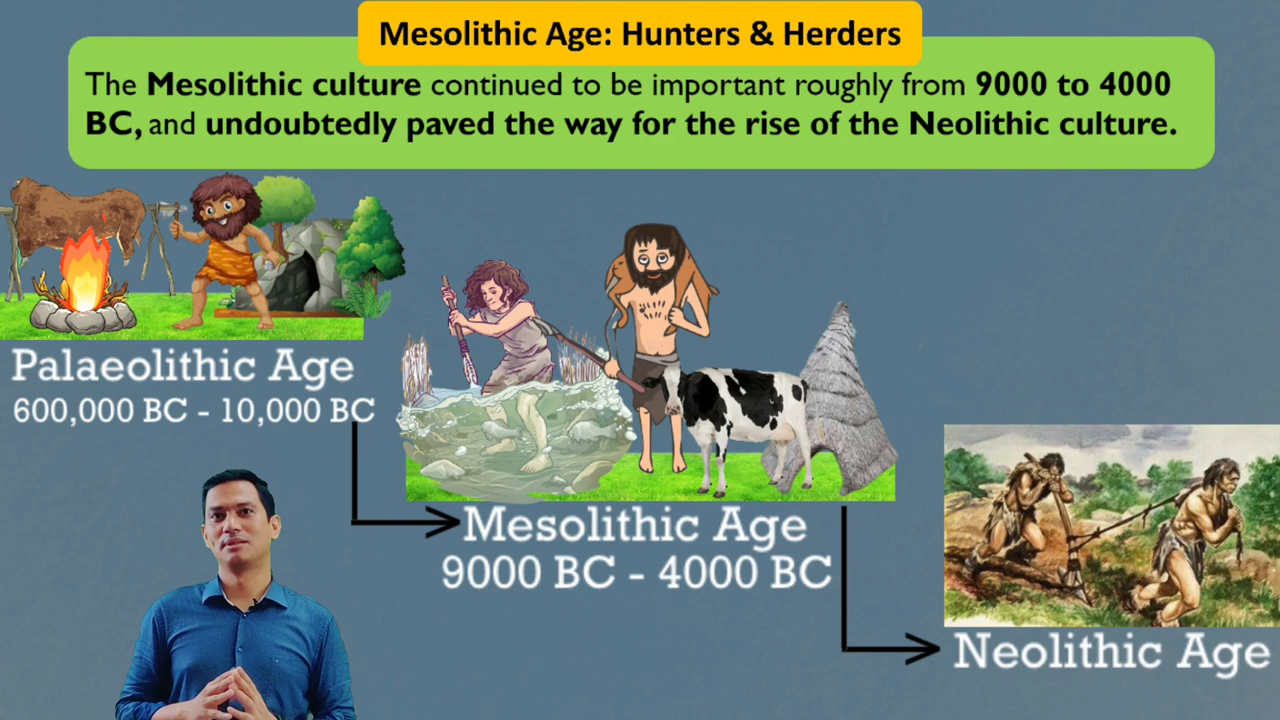 Mesolithic Age: Hunters & Herders
The Mesolithic culture continued to be important roughly from 9000 to 4000
BC, and undoubtedly paved the way for the rise of the Neolithic culture.
Palaeolithic Age
600,000 BC - 10,000 BC
Mesolithic Age
9000 BC - 4000 BC
Neolithic Age